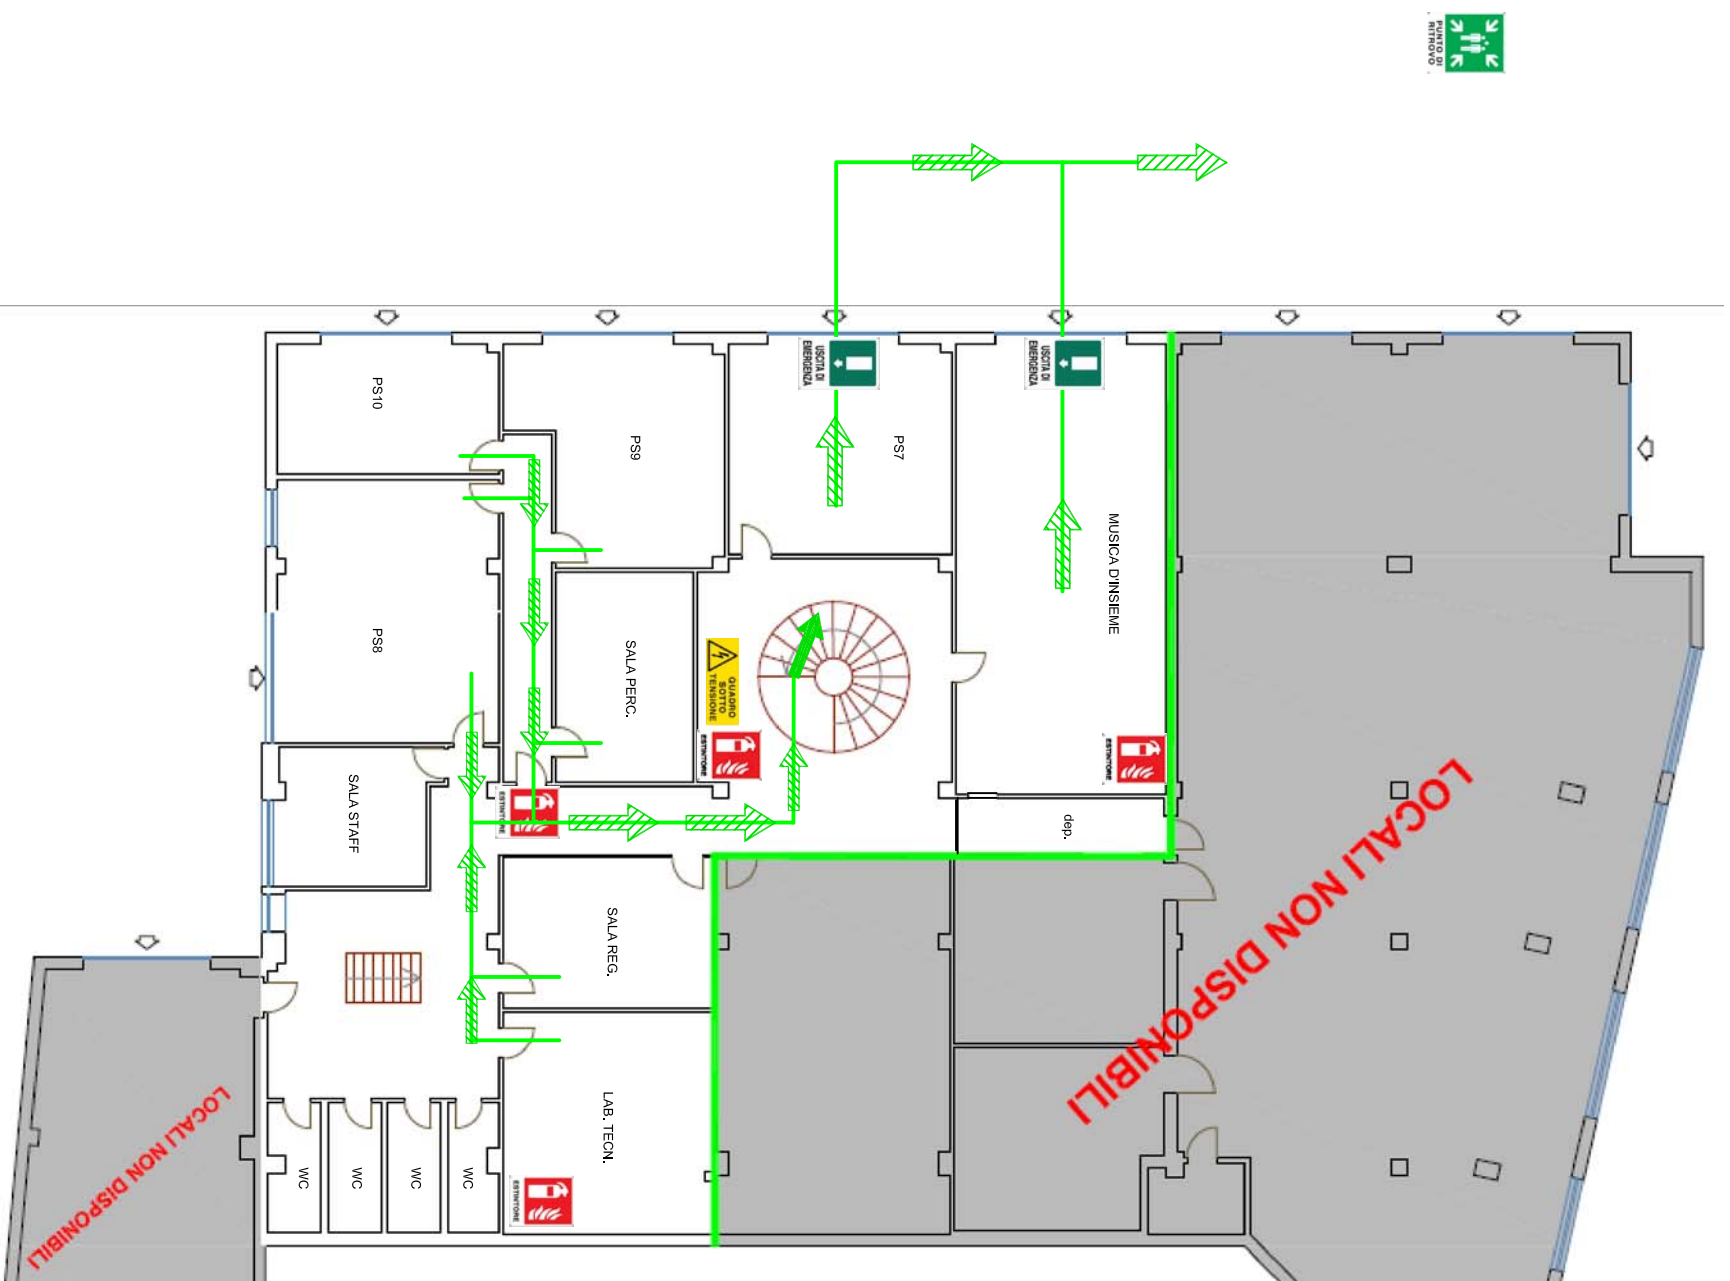 PUNTO DI
RITROVO
USCITA DI
EMERGENZA
USCITA DI
EMERGENZA
PS10
PS9
PS7
MUSICA D'INSIEME
PS8
SALA PERC.
QUADRO
SOTTO
TENSIONE
ESTINTORE
ESTINTORE
ESTINTORE
SALA STAFF
dep.
LOCALI NON DISPONIBILI
SALA REG.
LAB. TECN.
WC
WC
WC
WC
ESTINTORE
LOCALI NON DISPONIBILI